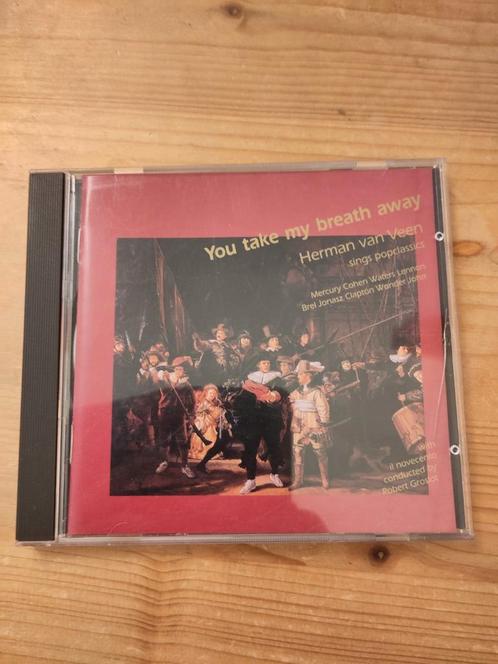 You take my breath away
Herman van Veen
sings popclassics
Mercury Cohen Waters Lennon
Brel Jonasz Clapton Wonder John
with
il novecento
conducted by
Robert Groslot